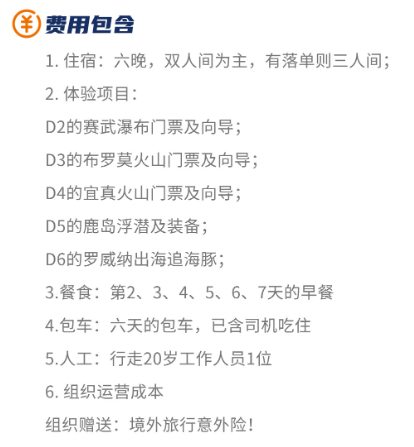 费用包含
1. 住宿：六晚，双人间为主，有落单则三人间；
2. 体验项目：
D2的赛武瀑布门票及向导；
D3的布罗莫火山门票及向导；
D4的宜真火山门票及向导；
D5的鹿岛浮潜及装备；
D6的罗威纳出海追海豚；
3.餐食：第2、3、4、5、6、7天的早餐
4.包车：六天的包车，已含司机吃住
5.人工：行走20岁工作人员1位
6. 组织运营成本
组织赠送：境外旅行意外险！